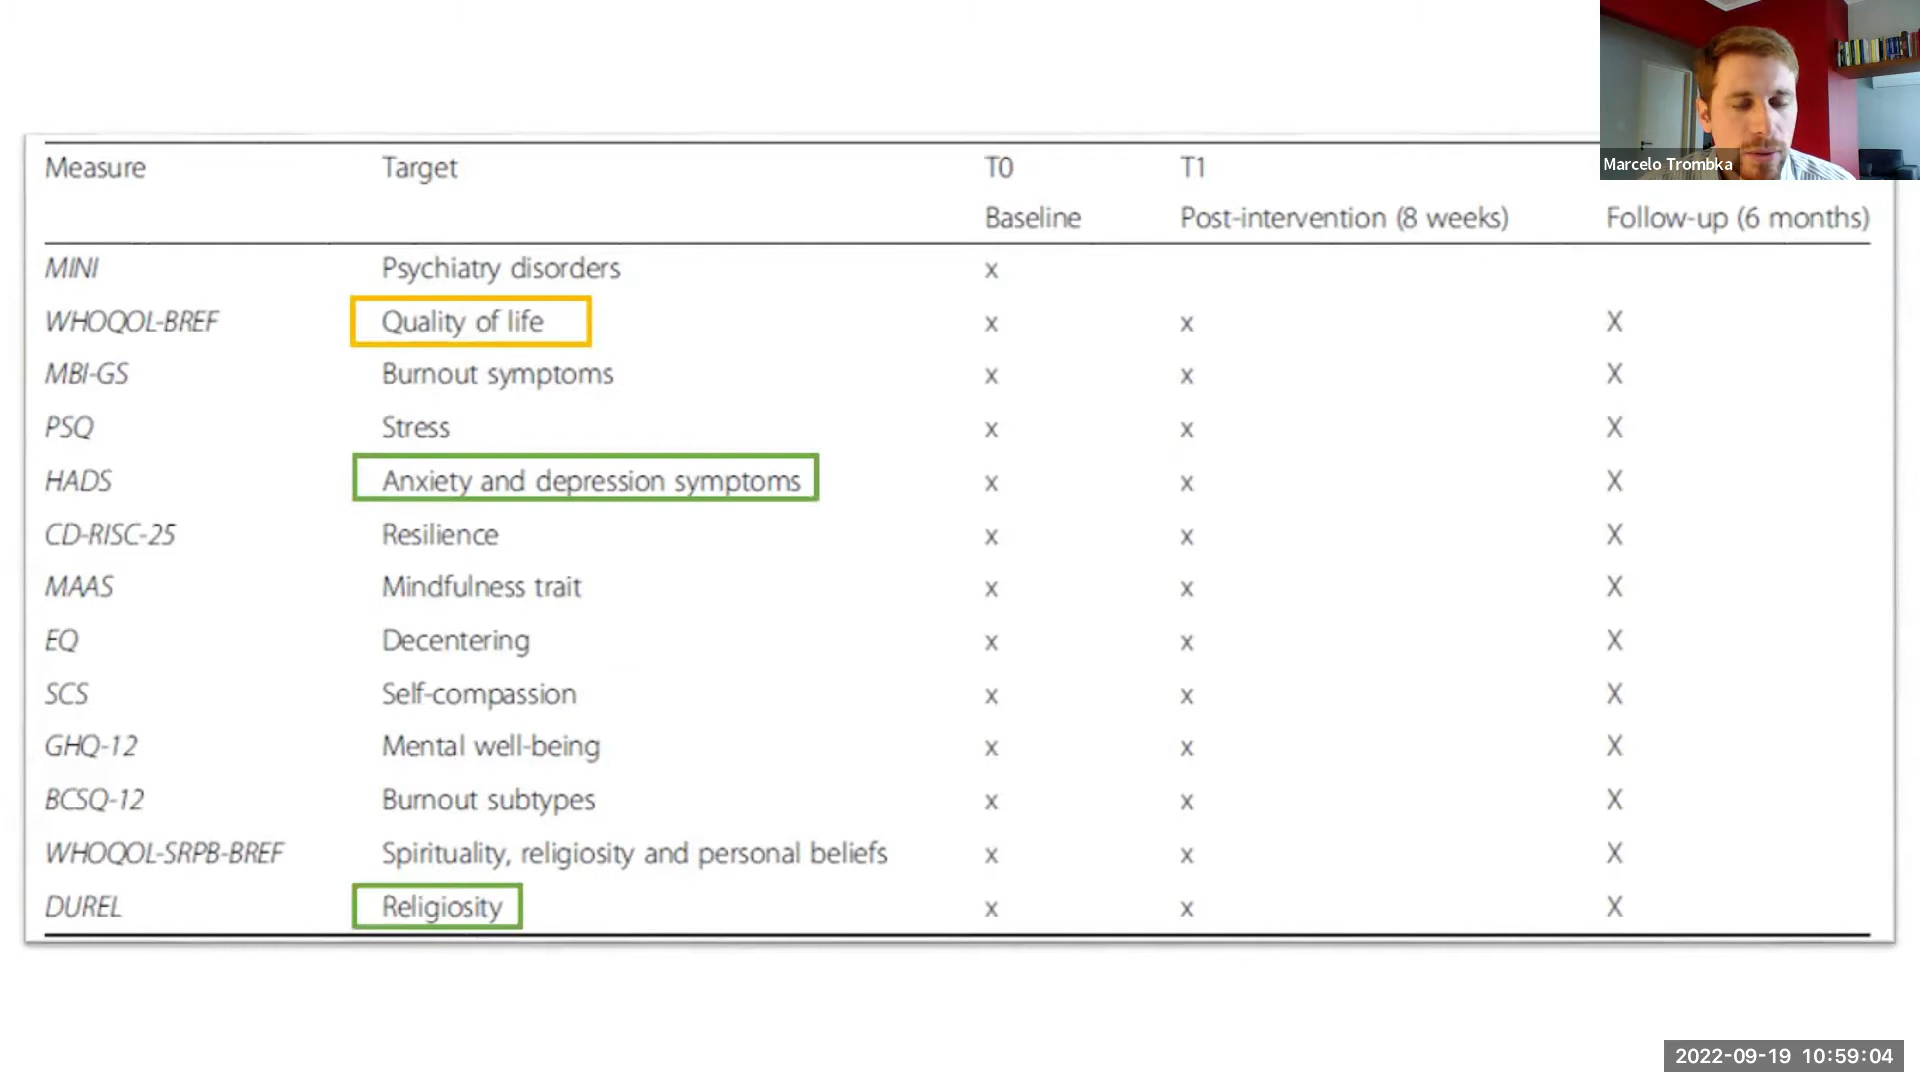 Marcelo Trombka
Measure Target T0 T1
Baseline Post-intervention (8 weeks) Follow-up (6 months)
MINI Psychiatry disorders x
WHOQOL-BREF Quality of life x x X
MBI-GS Burnout symptoms x x X
PSQ Stress x x X
HADS Anxiety and depression symptoms x x X
CD-RISC-25 Resilience x x X
MAAS Mindfulness trait x x X
EQ Decentering x x X
SCS Self-compassion x x X
GHQ-12 Mental well-being x x X
BCSQ-12 Burnout subtypes x x X
WHOQOL-SRPB-BREF Spirituality, religiosity and personal beliefs x x X
DUREL Religiosity x x X
2022-09-19 10:59:04